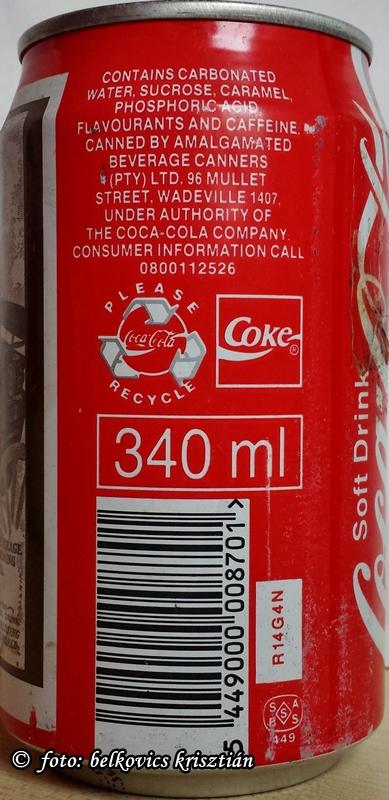 CONTAINS CARBONATED
WATER, SUCROSE, CARAMEL,
PHOSPHORIC ACID
FLAVOURANTS AND CAFFEINE.
CANNED BY AMALGAMATED
BEVERAGE CANNERS
(PTY) LTD. 96 MULLET
STREET, WADEVILLE 1407,
UNDER AUTHORITY OF
THE COCA-COLA COMPANY.
CONSUMER INFORMATION CALL
0800112526
PLEASE
Coca-Cola
RECYCLE
Coke
340 ml
5 449000 008701 >
R14G4N
Soft Drink
S A
B S S
449
© foto: belkovics krisztián